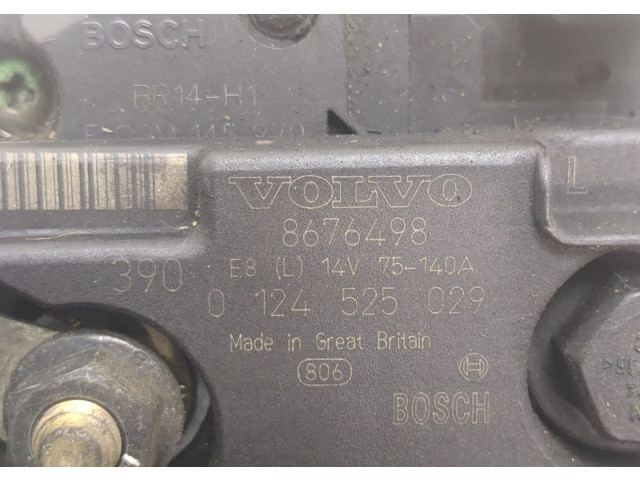 BOSCH
BR14-H1
VOLVO
L
8676498
390
E8 (L) 14V 75-140A
0 124 525 029
Made in Great Britain
806
BOSCH